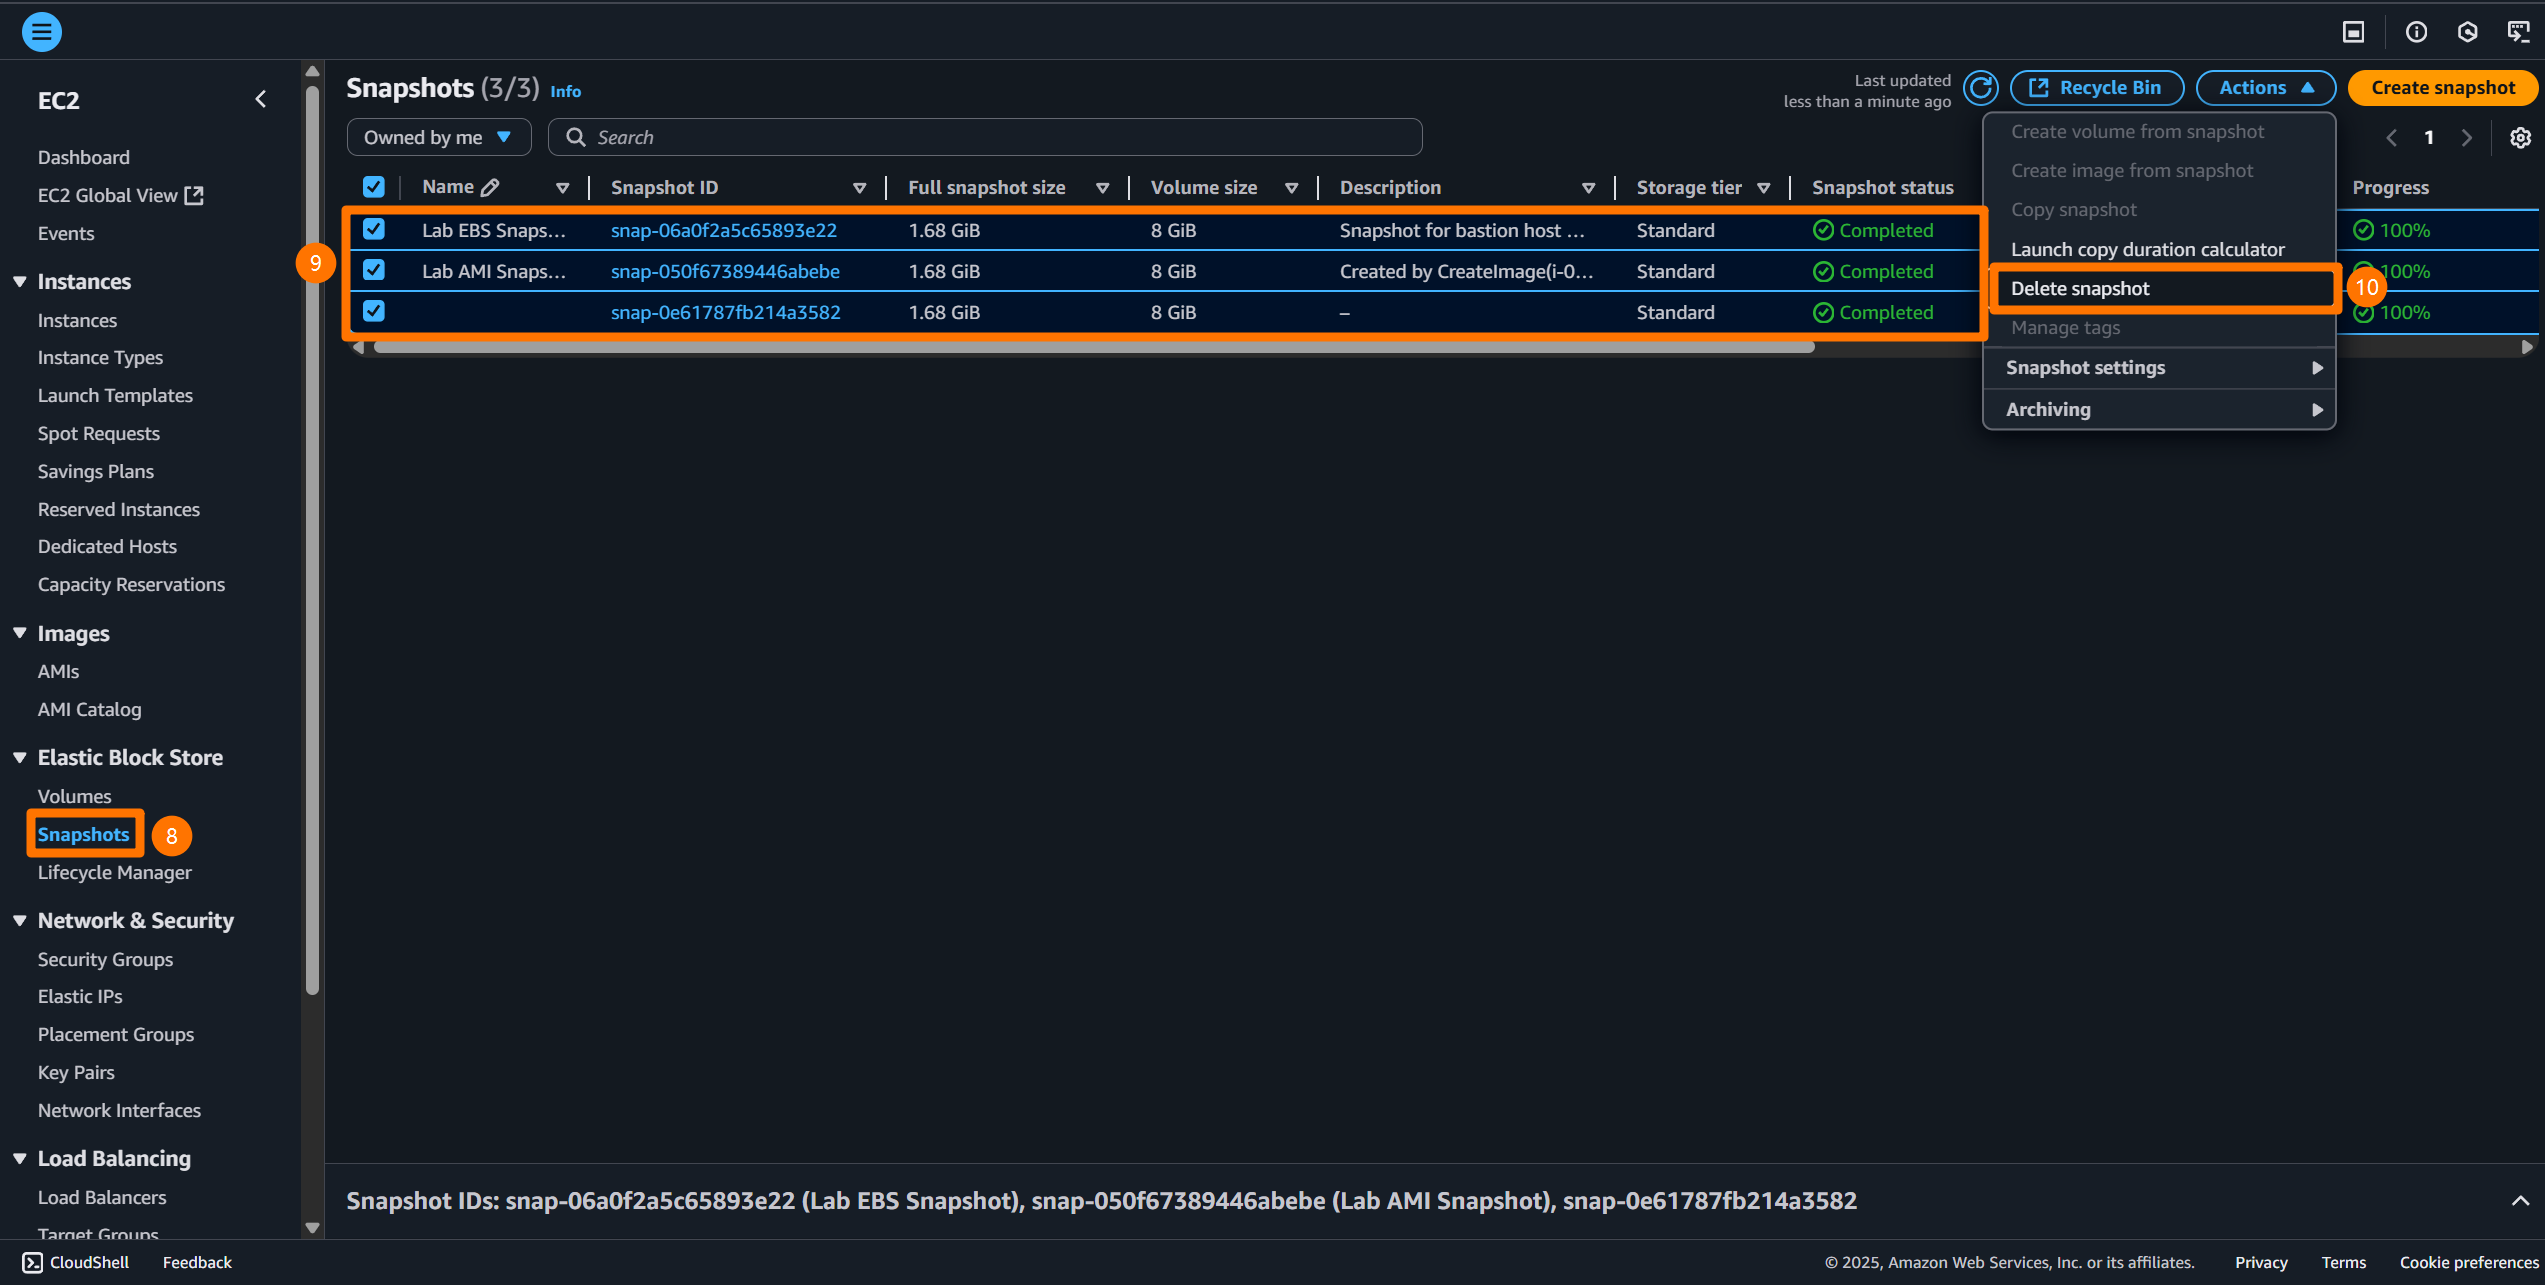 EC2
Dashboard
EC2 Global View
Events
Instances
Instances
Instance Types
Launch Templates
Spot Requests
Savings Plans
Reserved Instances
Dedicated Hosts
Capacity Reservations
Images
AMIs
AMI Catalog
Elastic Block Store
Volumes
Snapshots 8
Lifecycle Manager
Network & Security
Security Groups
Elastic IPs
Placement Groups
Key Pairs
Network Interfaces
Load Balancing
Load Balancers
Target Groups
Snapshots (3/3) Info
Last updated
less than a minute ago
Recycle Bin
Actions
Create snapshot
Owned by me
Search
1
Name Snapshot ID Full snapshot size Volume size Description Storage tier Snapshot status Progress
Lab EBS Snaps... snap-06a0f2a5c65893e22 1.68 GiB 8 GiB Snapshot for bastion host ... Standard Completed 100%
9
Lab AMI Snaps... snap-050f67389446abebe 1.68 GiB 8 GiB Created by CreateImage(i-0... Standard Completed 100%
snap-0e61787fb214a3582 1.68 GiB 8 GiB – Standard Completed 100%
Create volume from snapshot
Create image from snapshot
Copy snapshot
Launch copy duration calculator
Delete snapshot 10
Manage tags
Snapshot settings
Archiving
Snapshot IDs: snap-06a0f2a5c65893e22 (Lab EBS Snapshot), snap-050f67389446abebe (Lab AMI Snapshot), snap-0e61787fb214a3582
CloudShell Feedback © 2025, Amazon Web Services, Inc. or its affiliates. Privacy Terms Cookie preferences